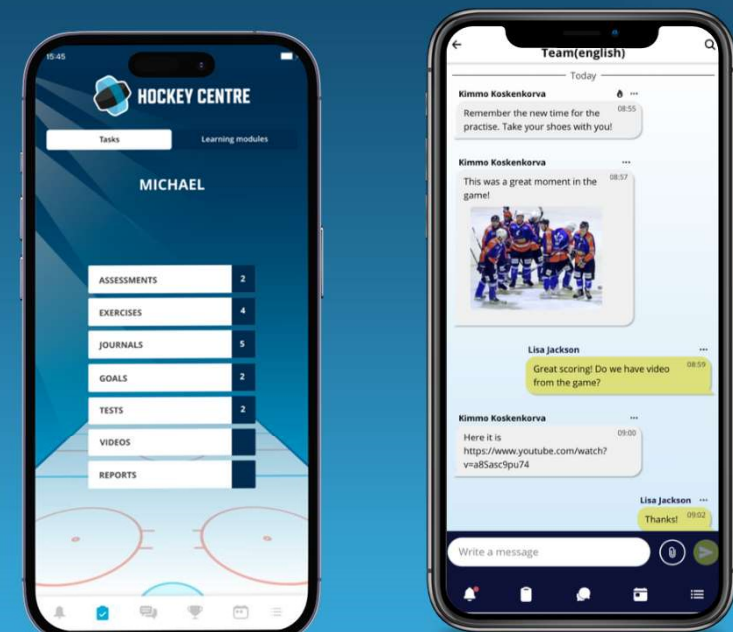 15:45
HOCKEY CENTRE
Tasks
Learning modules
MICHAEL
ASSESSMENTS 2
EXERCISES 4
JOURNALS 5
GOALS 2
TESTS 2
VIDEOS
REPORTS
Team(english)
Today
Kimmo Koskenkorva
Remember the new time for the
practise. Take your shoes with you!
08:55
Kimmo Koskenkorva
This was a great moment in the
game!
08:57
Lisa Jackson
Great scoring! Do we have video
from the game?
08:59
Kimmo Koskenkorva
Here it is
https://www.youtube.com/watch?
v=a8Sasc9pu74
09:00
Lisa Jackson
Thanks!
09:02
Write a message